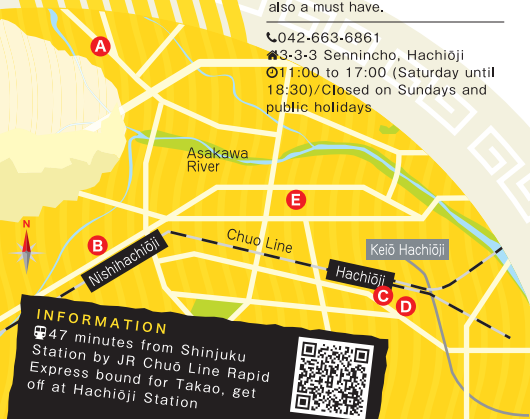 also a must have.
042-663-6861
3-3-3 Sennincho, Hachiōji
11:00 to 17:00 (Saturday until
18:30)/Closed on Sundays and
public holidays
A
Asakawa
River
E
N
B
Nishihachiōji
Chuo Line
Keiō Hachiōji
Hachiōji
C
D
INFORMATION
47 minutes from Shinjuku
Station by JR Chuō Line Rapid
Express bound for Takao, get
off at Hachiōji Station